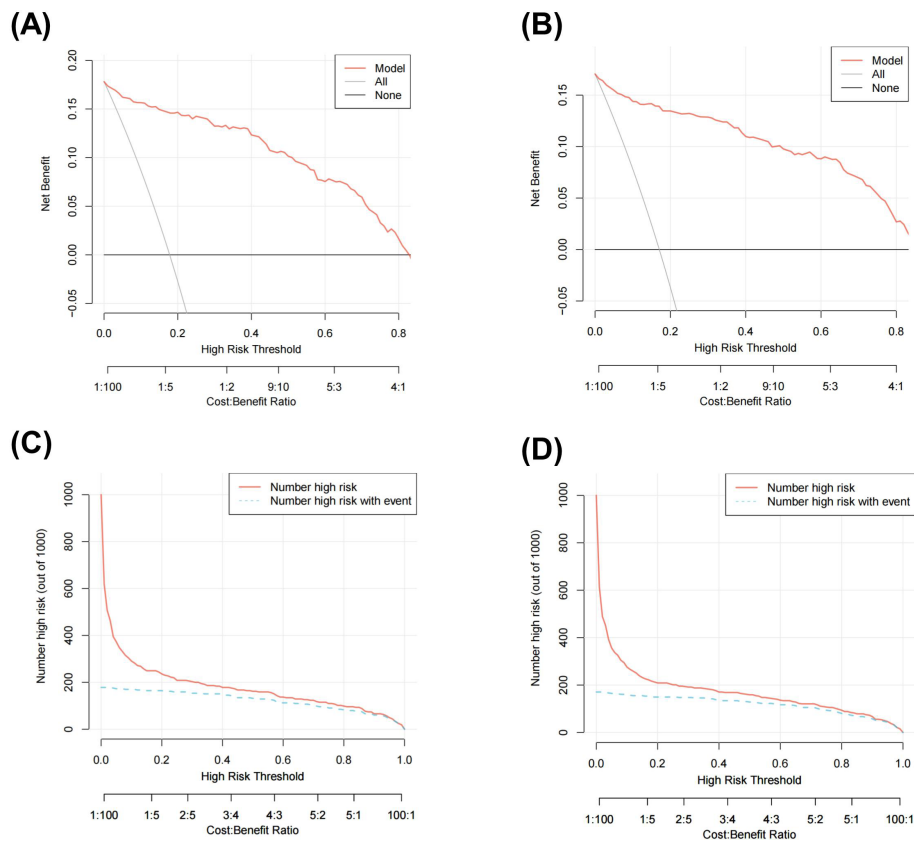 (A)
Model
All
None
Net Benefit
0.20
0.15
0.10
0.05
0.00
−0.05
0.0 0.2 0.4 0.6 0.8
High Risk Threshold
1:100 1:5 1:2 9:10 5:3 4:1
Cost:Benefit Ratio
(B)
Model
All
None
Net Benefit
0.15
0.10
0.05
0.00
−0.05
0.0 0.2 0.4 0.6 0.8
High Risk Threshold
1:100 1:5 1:2 9:10 5:3 4:1
Cost:Benefit Ratio
(C)
Number high risk
Number high risk with event
Number high risk (out of 1000)
1000
800
600
400
200
0
0.0 0.2 0.4 0.6 0.8 1.0
High Risk Threshold
1:100 1:5 2:5 3:4 4:3 5:2 5:1 100:1
Cost:Benefit Ratio
(D)
Number high risk
Number high risk with event
Number high risk (out of 1000)
1000
800
600
400
200
0
0.0 0.2 0.4 0.6 0.8 1.0
High Risk Threshold
1:100 1:5 2:5 3:4 4:3 5:2 5:1 100:1
Cost:Benefit Ratio